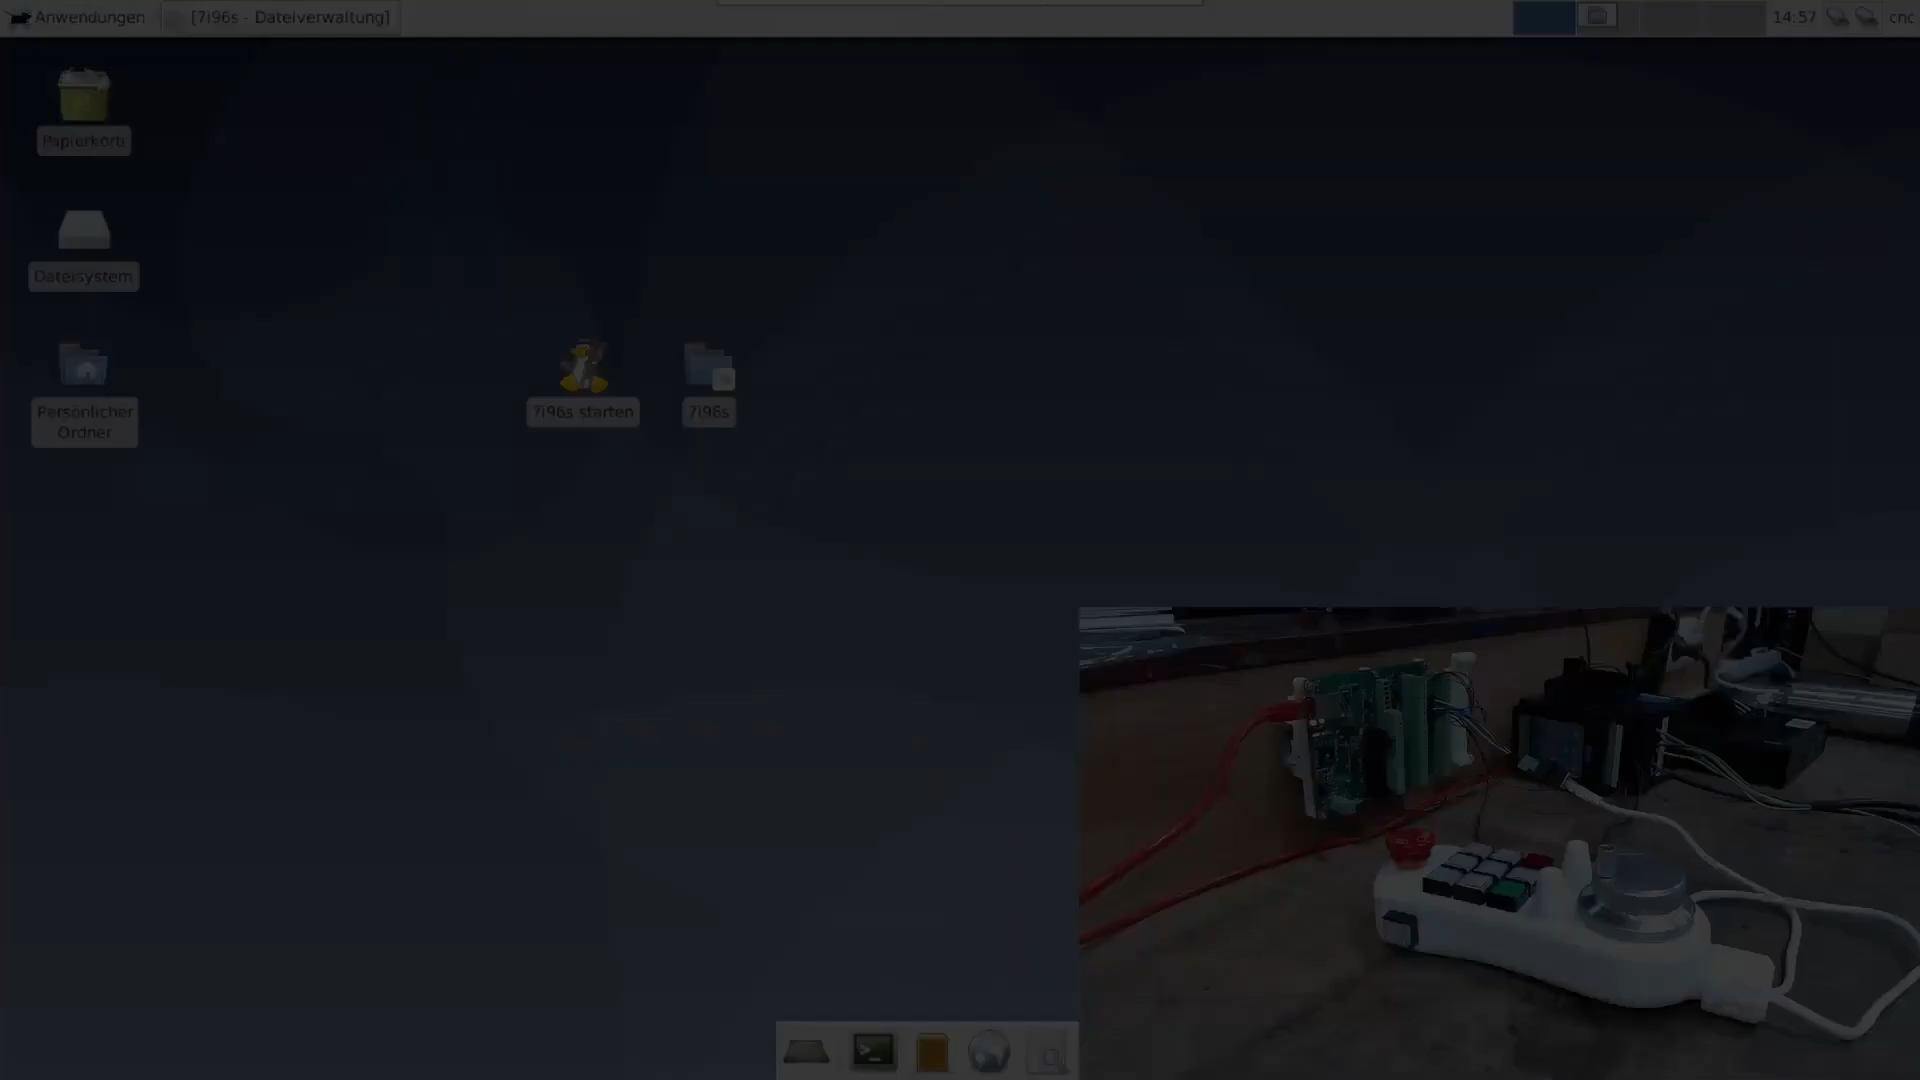 Anwendungen
[7i96s - Dateiverwaltung]
14:57
cnc
Papierkorb
Dateisystem
Persönlicher
Ordner
7i96s starten
7i96s